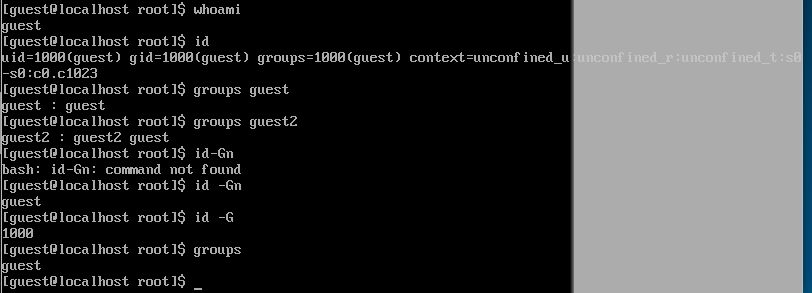 [guest@localhost root]$ whoami
guest
[guest@localhost root]$ id
uid=1000(guest) gid=1000(guest) groups=1000(guest) context=unconfined_u:unconfined_r:unconfined_t:s0
-s0:c0.c1023
[guest@localhost root]$ groups guest
guest : guest
[guest@localhost root]$ groups guest2
guest2 : guest2 guest
[guest@localhost root]$ id-Gn
bash: id-Gn: command not found
[guest@localhost root]$ id -Gn
guest
[guest@localhost root]$ id -G
1000
[guest@localhost root]$ groups
guest
[guest@localhost root]$ _